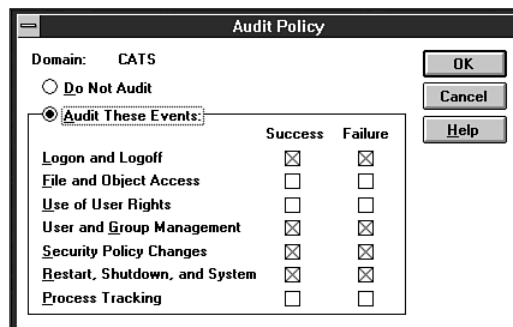 Audit Policy
Domain: CATS
OK
Do Not Audit
Cancel
Audit These Events:
Help
Success Failure
Logon and Logoff
File and Object Access
Use of User Rights
User and Group Management
Security Policy Changes
Restart, Shutdown, and System
Process Tracking